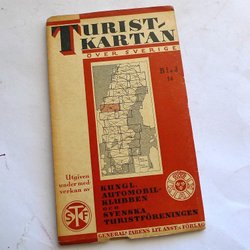 TURIST-
KARTAN
ÖVER SVERIGE
Blad
Utgiven
under med-
verkan av
KUNGL.
AUTOMOBIL-
KLUBBEN
OCH
SVENSKA
TURISTFÖRENINGEN
STF
GENERALSTABENS LIT. ANST:s FÖRLAG